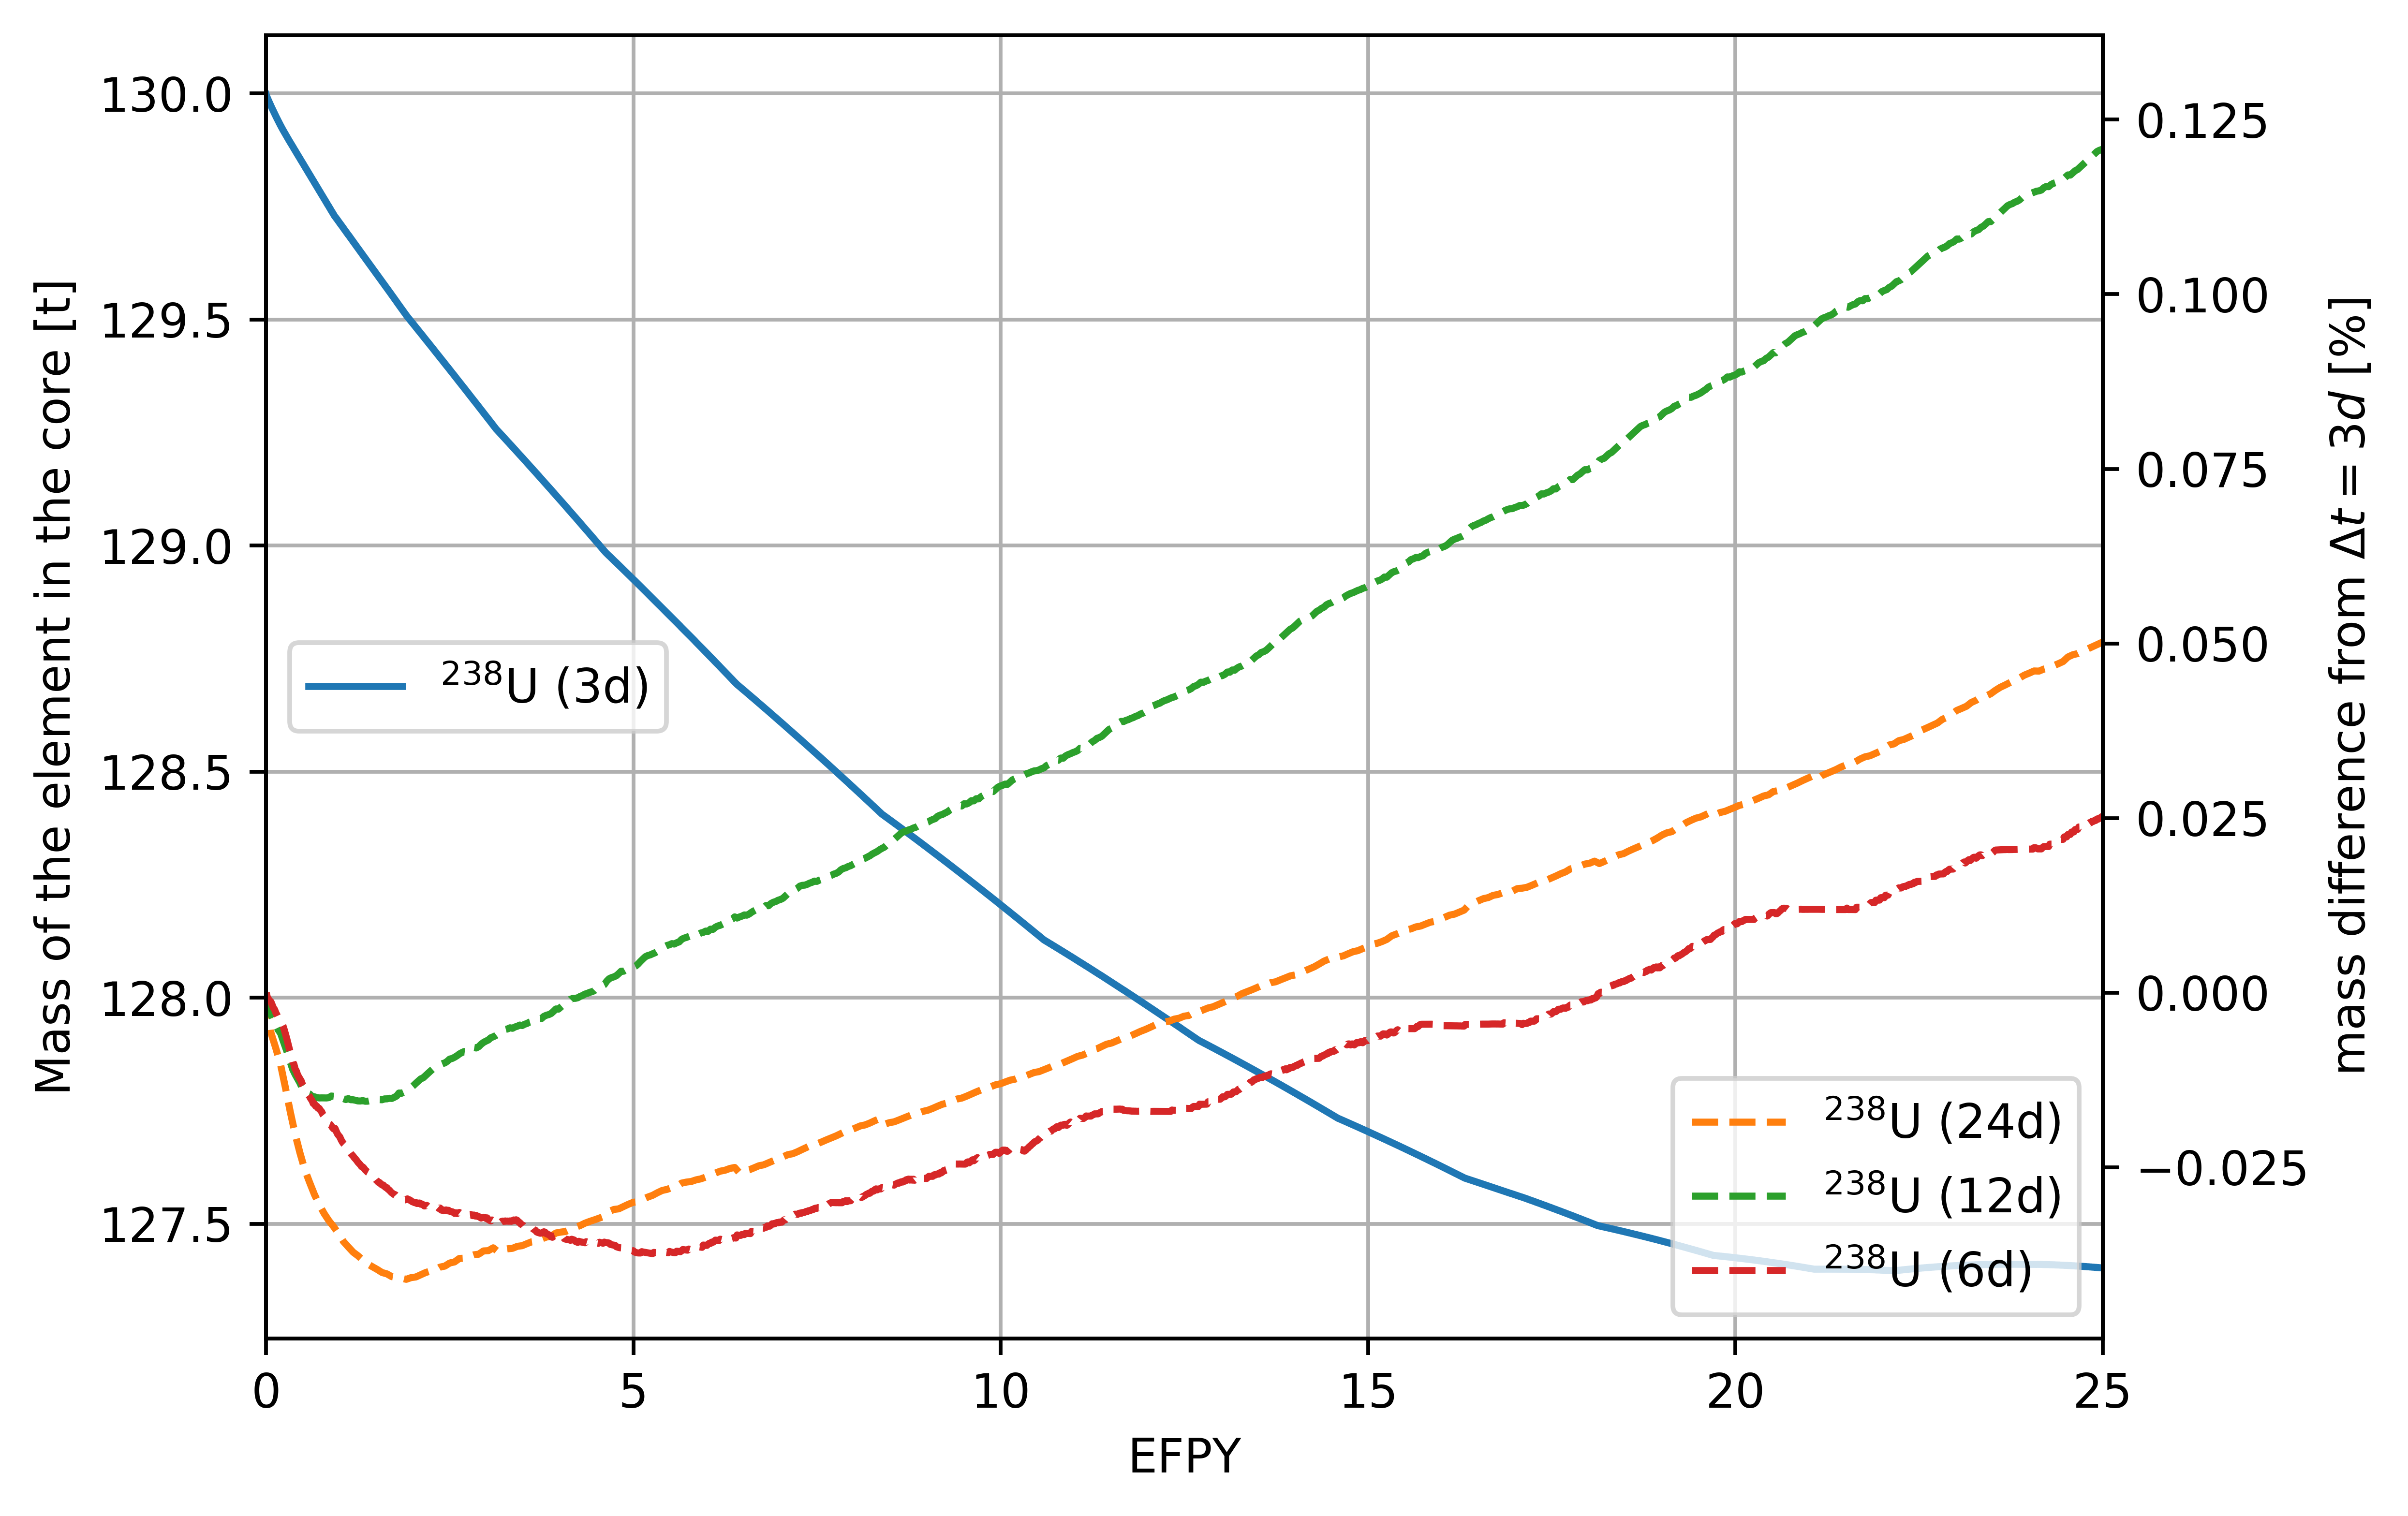 130.0
129.5
129.0
128.5
128.0
127.5
Mass of the element in the core [t]
²³⁸U (3d)
0.125
0.100
0.075
0.050
0.025
0.000
−0.025
mass difference from Δt = 3d [%]
²³⁸U (24d)
²³⁸U (12d)
²³⁸U (6d)
0 5 10 15 20 25
EFPY